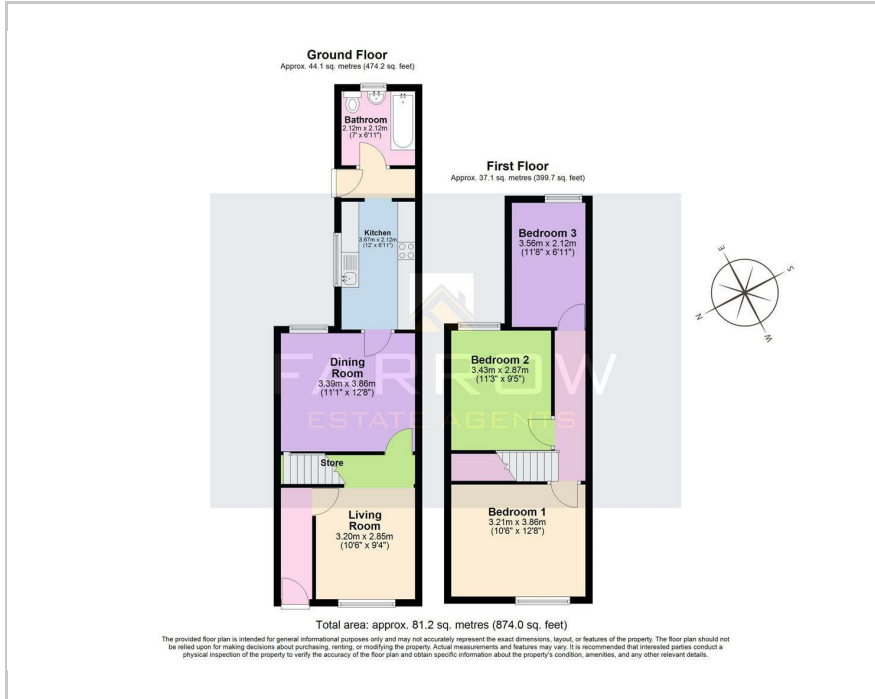 Ground Floor
Approx. 44.1 sq. metres (474.2 sq. feet)
Bathroom
2.12m x 2.12m
(7' x 6'11")
Kitchen
3.67m x 2.12m
(12' x 6'11")
Dining
Room
3.39m x 3.86m
(11'1" x 12'8")
Store
Living
Room
3.20m x 2.85m
(10'6" x 9'4")
First Floor
Approx. 37.1 sq. metres (399.7 sq. feet)
Bedroom 3
3.56m x 2.12m
(11'8" x 6'11")
Bedroom 2
3.43m x 2.87m
(11'3" x 9'5")
Bedroom 1
3.21m x 3.86m
(10'6" x 12'8")
FARROW
ESTATE AGENTS
E
S
N
W
Total area: approx. 81.2 sq. metres (874.0 sq. feet)
The provided floor plan is intended for general informational purposes only and may not accurately represent the exact dimensions, layout, or features of the property. The floor plan should not
be relied upon for making decisions about purchasing, renting, or modifying the property. Actual measurements and features may vary. It is recommended that interested parties conduct a
physical inspection of the property to verify the accuracy of the floor plan and obtain specific information about the property's condition, amenities, and any other relevant details.